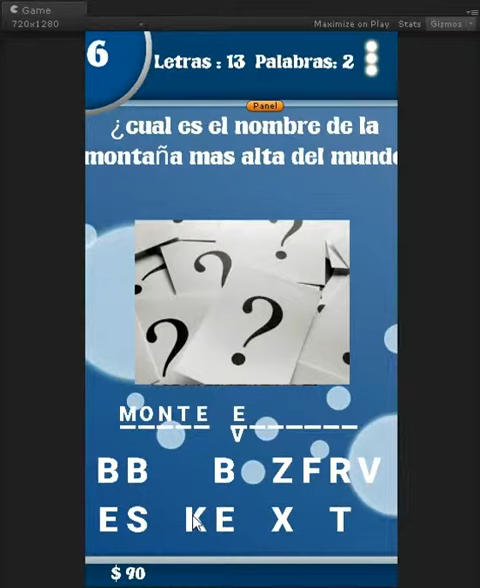 Game
720x1280
Maximize on Play Stats Gizmos
6
Letras : 13 Palabras: 2
Panel
¿cual es el nombre de la
montaña mas alta del mundo
? ? ? ? ?
MONTE E
V
BB B ZFRV
ES KE X T
$ 90